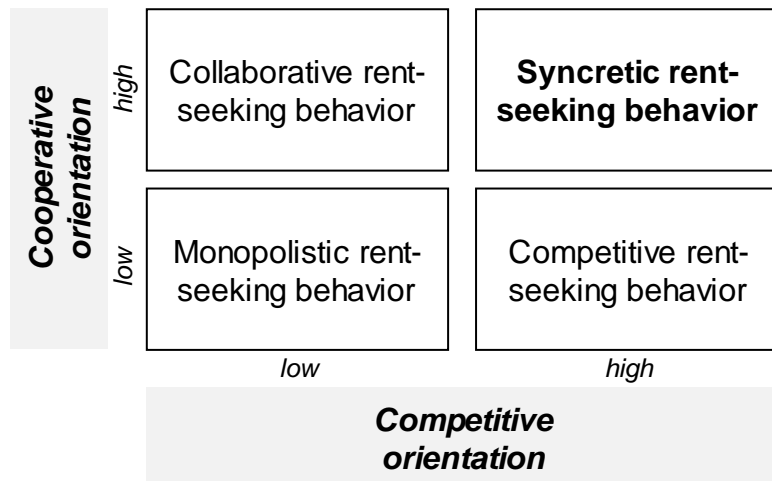 Cooperative
orientation
high
Collaborative rent-
seeking behavior
Syncretic rent-
seeking behavior
low
Monopolistic rent-
seeking behavior
Competitive rent-
seeking behavior
low
high
Competitive
orientation